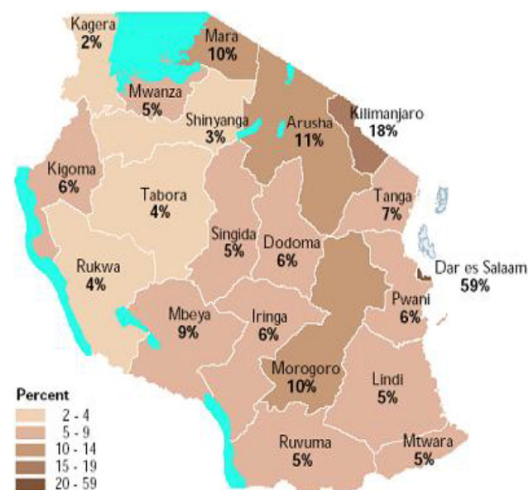 Kagera
2%
Mara
10%
Mwanza
5%
Shinyanga
3%
Arusha
11%
Kilimanjaro
18%
Kigoma
6%
Tabora
4%
Tanga
7%
Singida
5%
Dodoma
6%
Dar es Salaam
59%
Rukwa
4%
Pwani
6%
Mbeya
9%
Iringa
6%
Morogoro
10%
Lindi
5%
Ruvuma
5%
Mtwara
5%
Percent
2 - 4
5 - 9
10 - 14
15 - 19
20 - 59